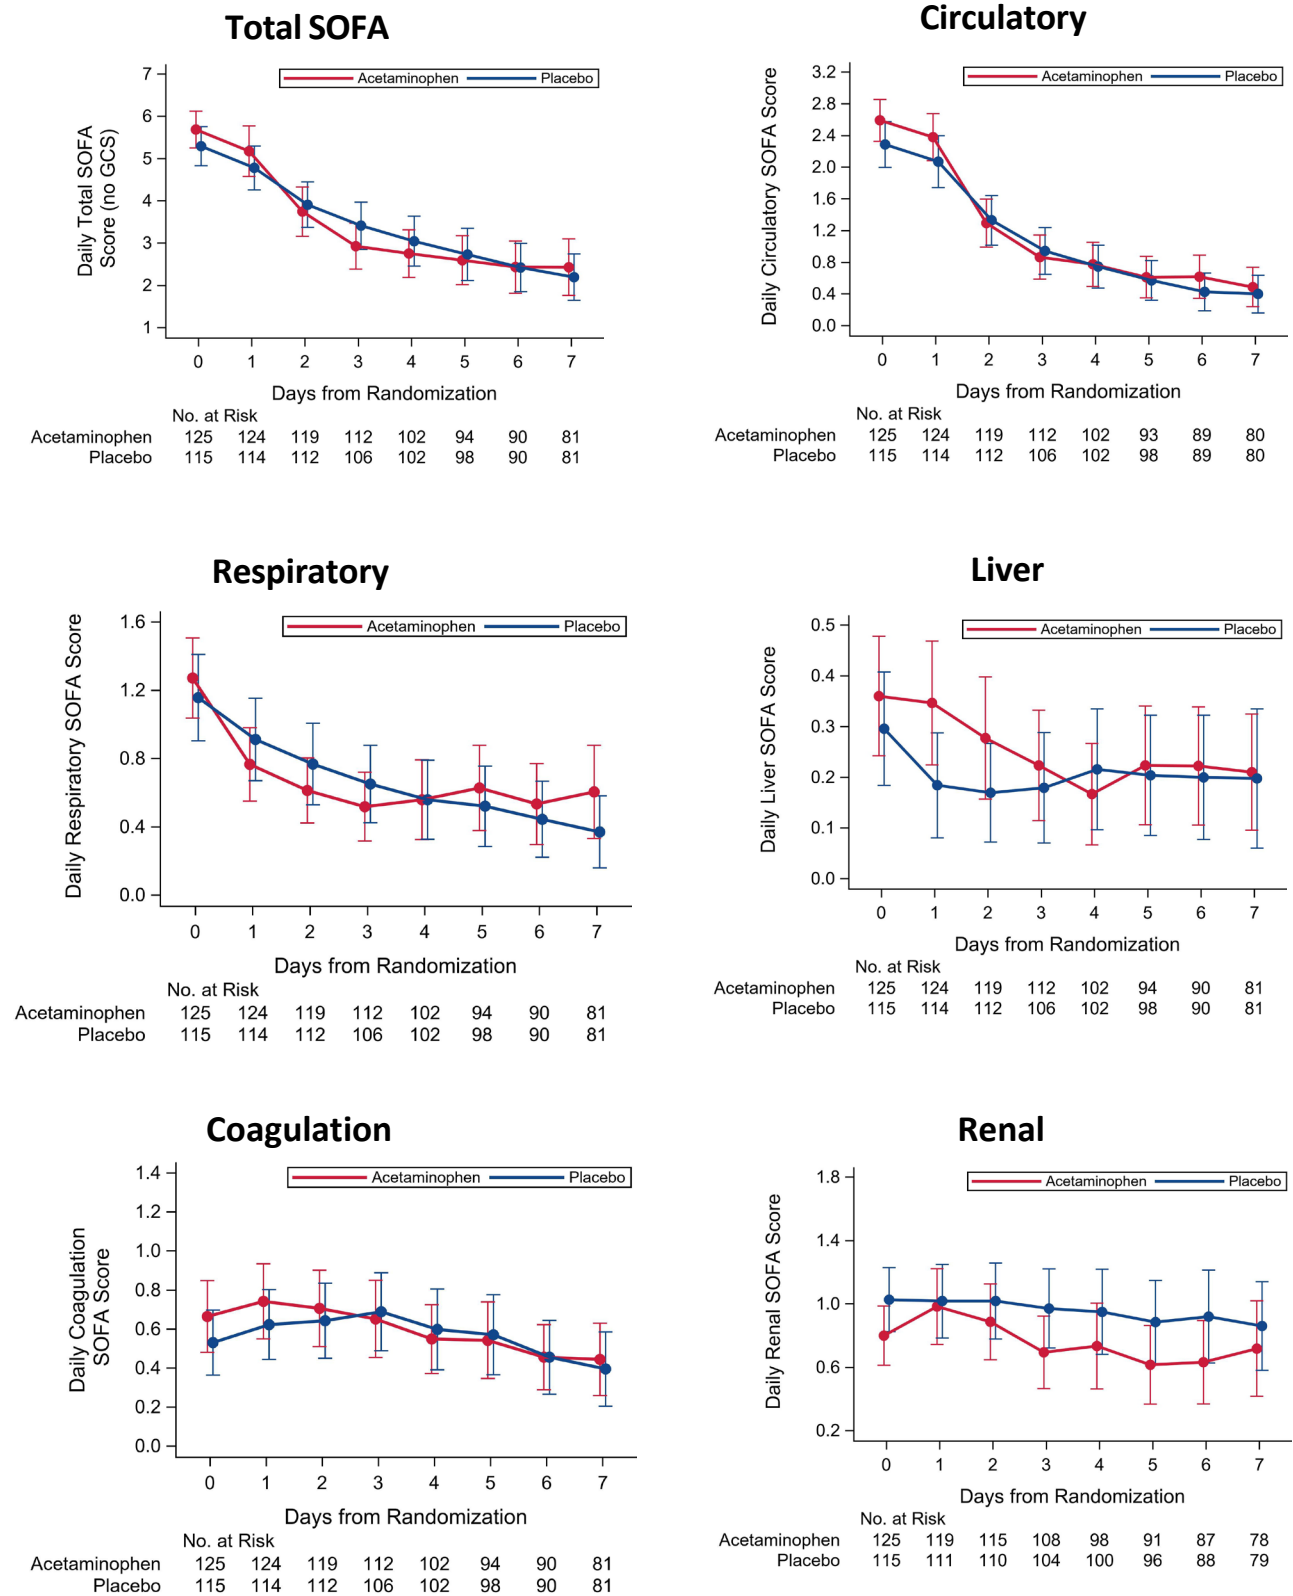 Total SOFA
Acetaminophen Placebo
7
6
5
4
3
2
1
Daily Total SOFA
Score (no GCS)
0 1 2 3 4 5 6 7
Days from Randomization
No. at Risk
Acetaminophen 125 124 119 112 102 94 90 81
Placebo 115 114 112 106 102 98 90 81
Circulatory
Acetaminophen Placebo
3.2
2.8
2.4
2.0
1.6
1.2
0.8
0.4
0.0
Daily Circulatory SOFA Score
0 1 2 3 4 5 6 7
Days from Randomization
No. at Risk
Acetaminophen 125 124 119 112 102 93 89 80
Placebo 115 114 112 106 102 98 89 80
Respiratory
Acetaminophen Placebo
1.6
1.2
0.8
0.4
0.0
Daily Respiratory SOFA Score
0 1 2 3 4 5 6 7
Days from Randomization
No. at Risk
Acetaminophen 125 124 119 112 102 94 90 81
Placebo 115 114 112 106 102 98 90 81
Liver
Acetaminophen Placebo
0.5
0.4
0.3
0.2
0.1
0.0
Daily Liver SOFA Score
0 1 2 3 4 5 6 7
Days from Randomization
No. at Risk
Acetaminophen 125 124 119 112 102 94 90 81
Placebo 115 114 112 106 102 98 90 81
Coagulation
Acetaminophen Placebo
1.4
1.2
1.0
0.8
0.6
0.4
0.2
0.0
Daily Coagulation
SOFA Score
0 1 2 3 4 5 6 7
Days from Randomization
No. at Risk
Acetaminophen 125 124 119 112 102 94 90 81
Placebo 115 114 112 106 102 98 90 81
Renal
Acetaminophen Placebo
1.8
1.4
1.0
0.6
0.2
Daily Renal SOFA Score
0 1 2 3 4 5 6 7
Days from Randomization
No. at Risk
Acetaminophen 125 119 115 108 98 91 87 78
Placebo 115 111 110 104 100 96 88 79